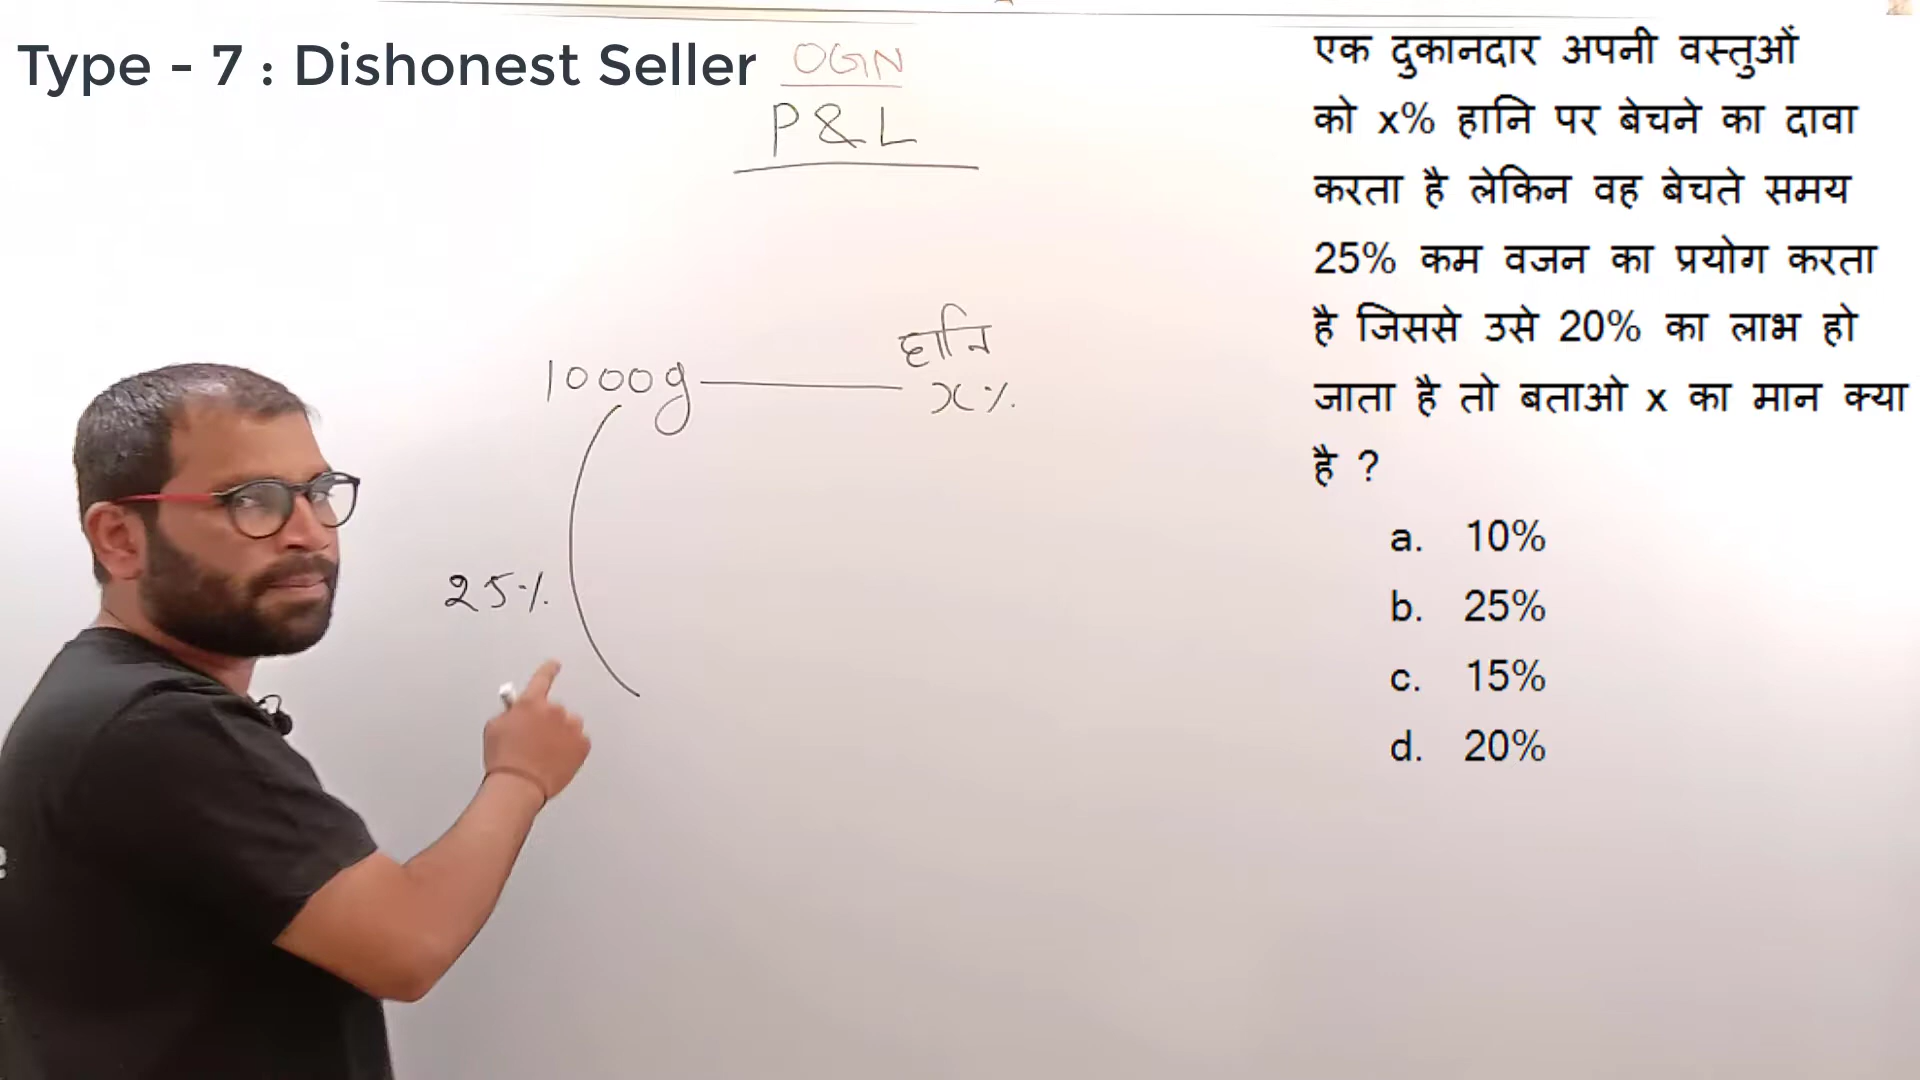 Type - 7 : Dishonest Seller
OGN
P & L
1000g
हानि
x%
25%
एक दुकानदार अपनी वस्तुओं
को x% हानि पर बेचने का दावा
करता है लेकिन वह बेचते समय
25% कम वजन का प्रयोग करता
है जिससे उसे 20% का लाभ हो
जाता है तो बताओ x का मान क्या
है ?
a. 10%
b. 25%
c. 15%
d. 20%